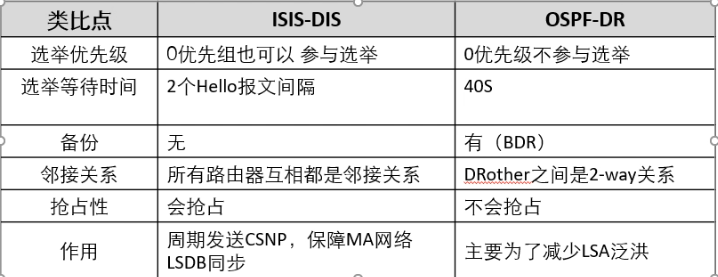 类比点 ISIS-DIS OSPF-DR
选举优先级 0优先组也可以 参与选举 0优先级不参与选举
选举等待时间 2个Hello报文间隔 40S
备份 无 有（BDR）
邻接关系 所有路由器互相都是邻接关系 DRother之间是2-way关系
抢占性 会抢占 不会抢占
作用 周期发送CSNP，保障MA网络 主要为了减少LSA泛洪
LSDB同步